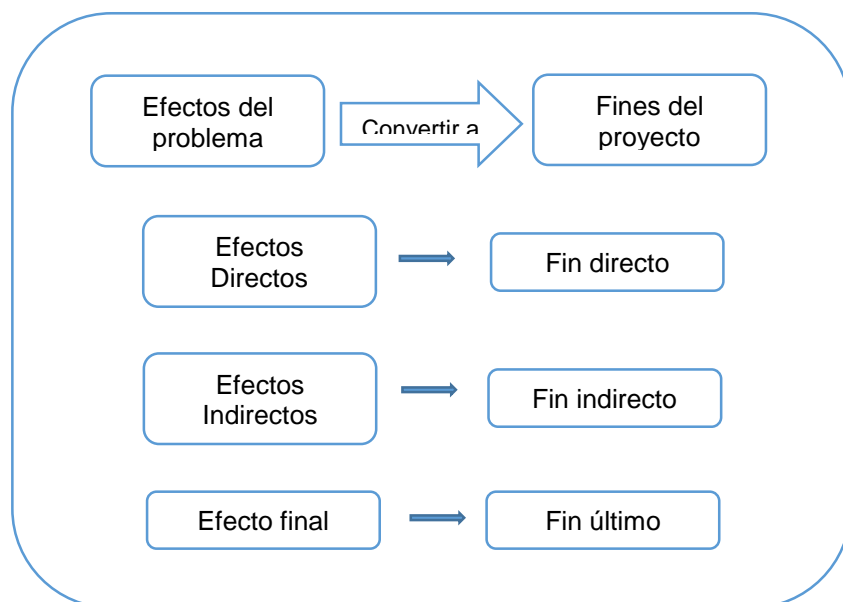 Efectos del
problema
Convertir a
Fines del
proyecto
Efectos
Directos
Fin directo
Efectos
Indirectos
Fin indirecto
Efecto final
Fin último